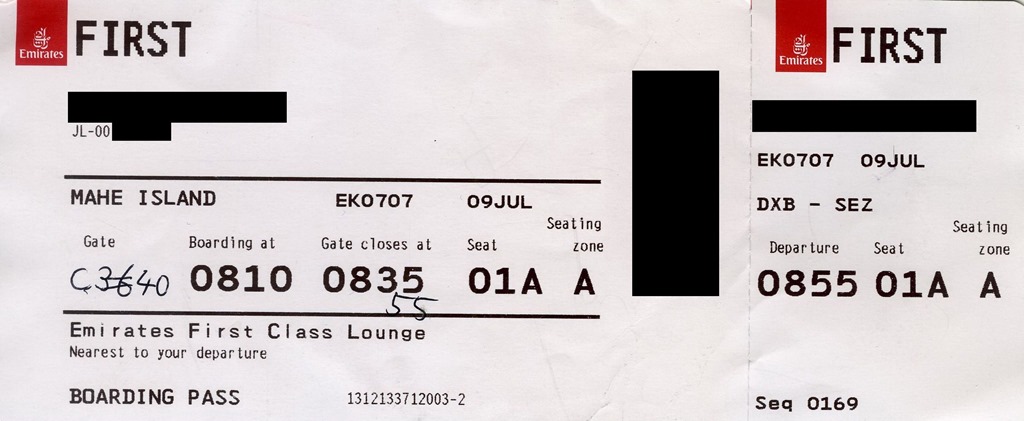 Emirates FIRST
JL-00
MAHE ISLAND EK0707 09JUL
Gate Boarding at Gate closes at Seat Seating zone
C3640 0810 0835 01A A
55
Emirates First Class Lounge
Nearest to your departure
BOARDING PASS 1312133712003-2
Emirates FIRST
EK0707 09JUL
DXB - SEZ
Departure Seat Seating zone
0855 01A A
Seq 0169